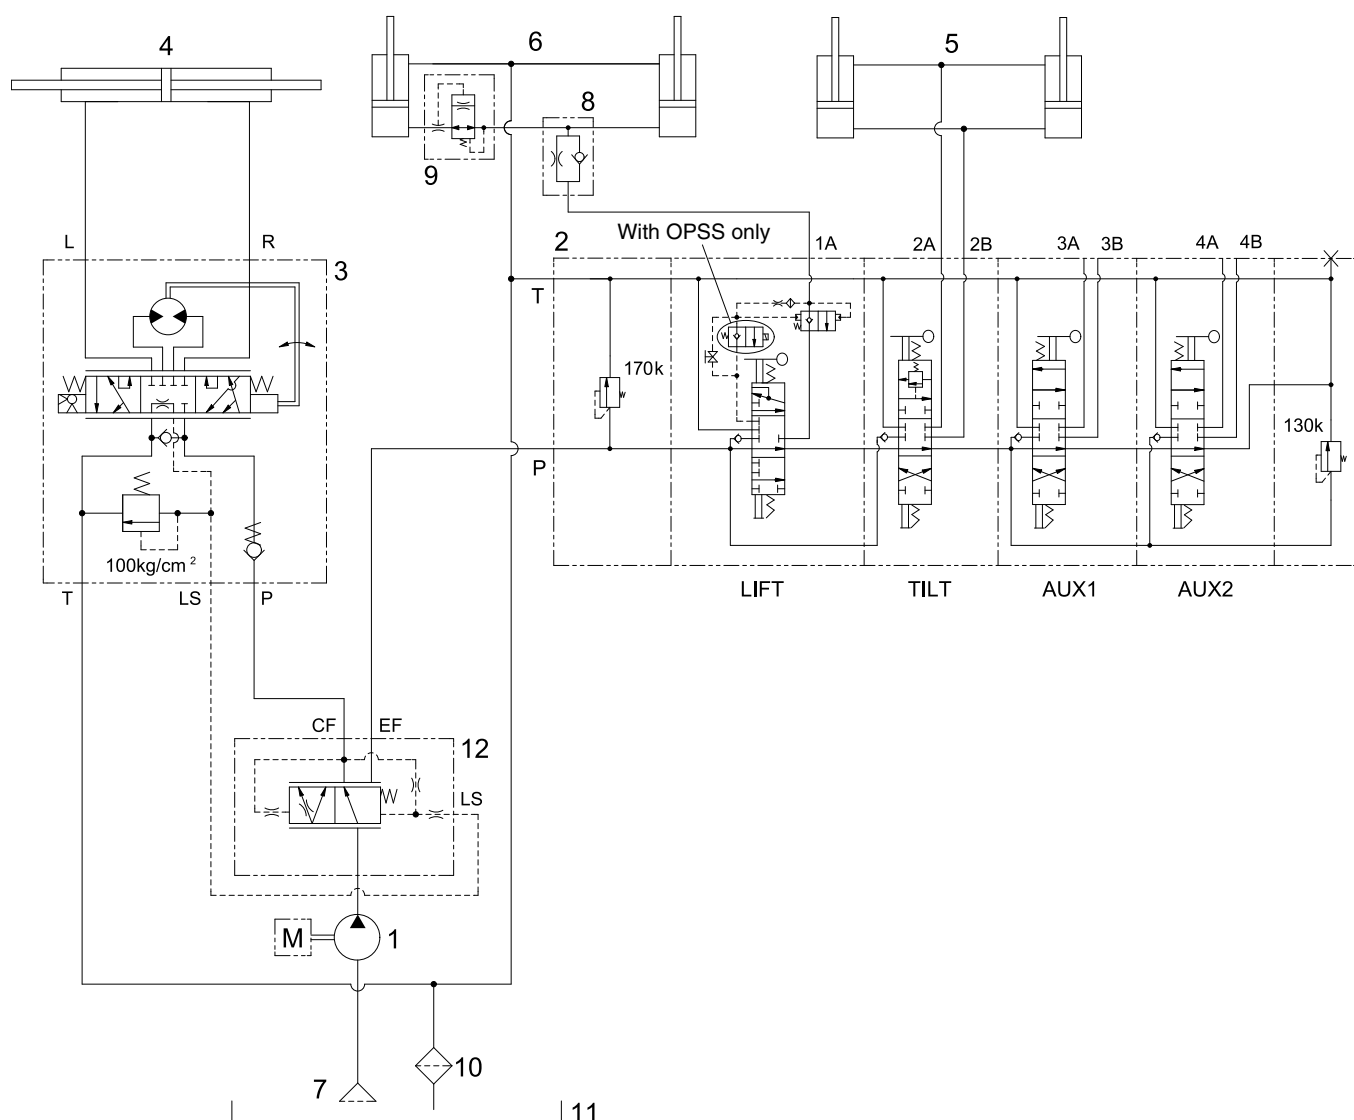 4
6
5
8
9
With OPSS only
L
R
2
1A
2A
2B
3A
3B
4A
4B
3
T
170k
130k
P
100kg/cm²
T
LS
P
LIFT
TILT
AUX1
AUX2
CF
EF
12
LS
M
1
10
7
11